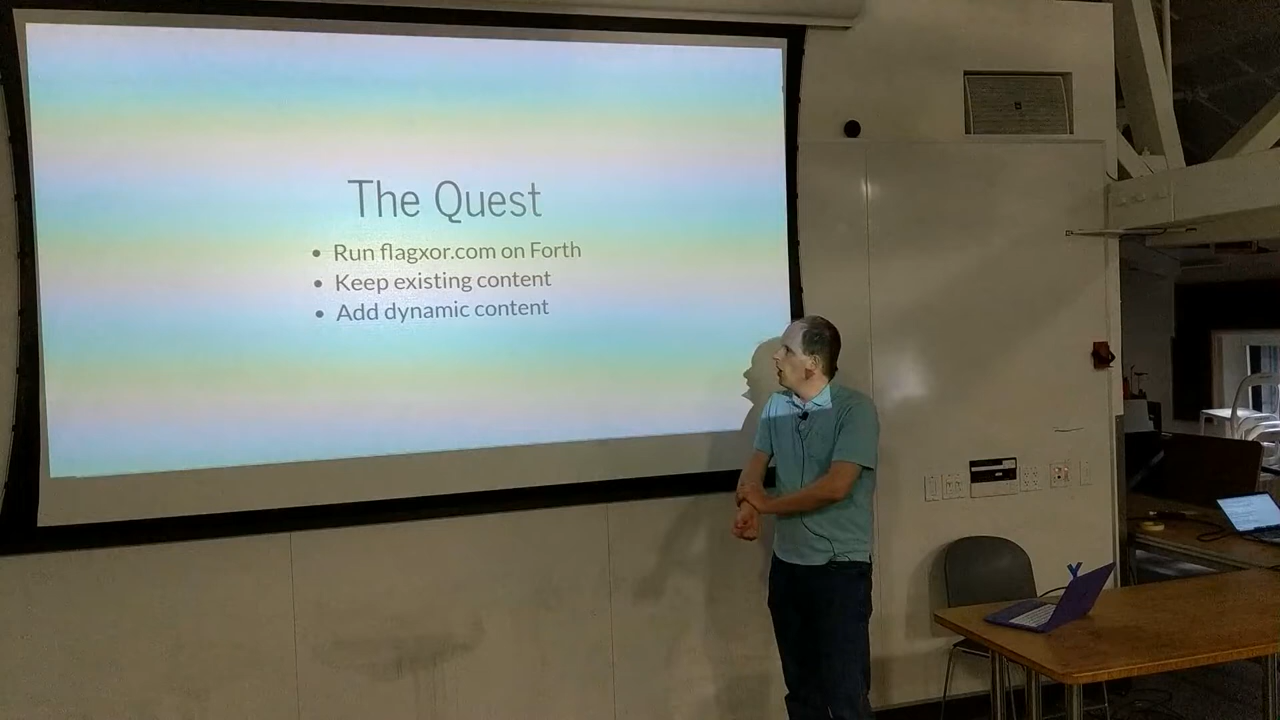 The Quest
• Run flagxor.com on Forth
• Keep existing content
• Add dynamic content